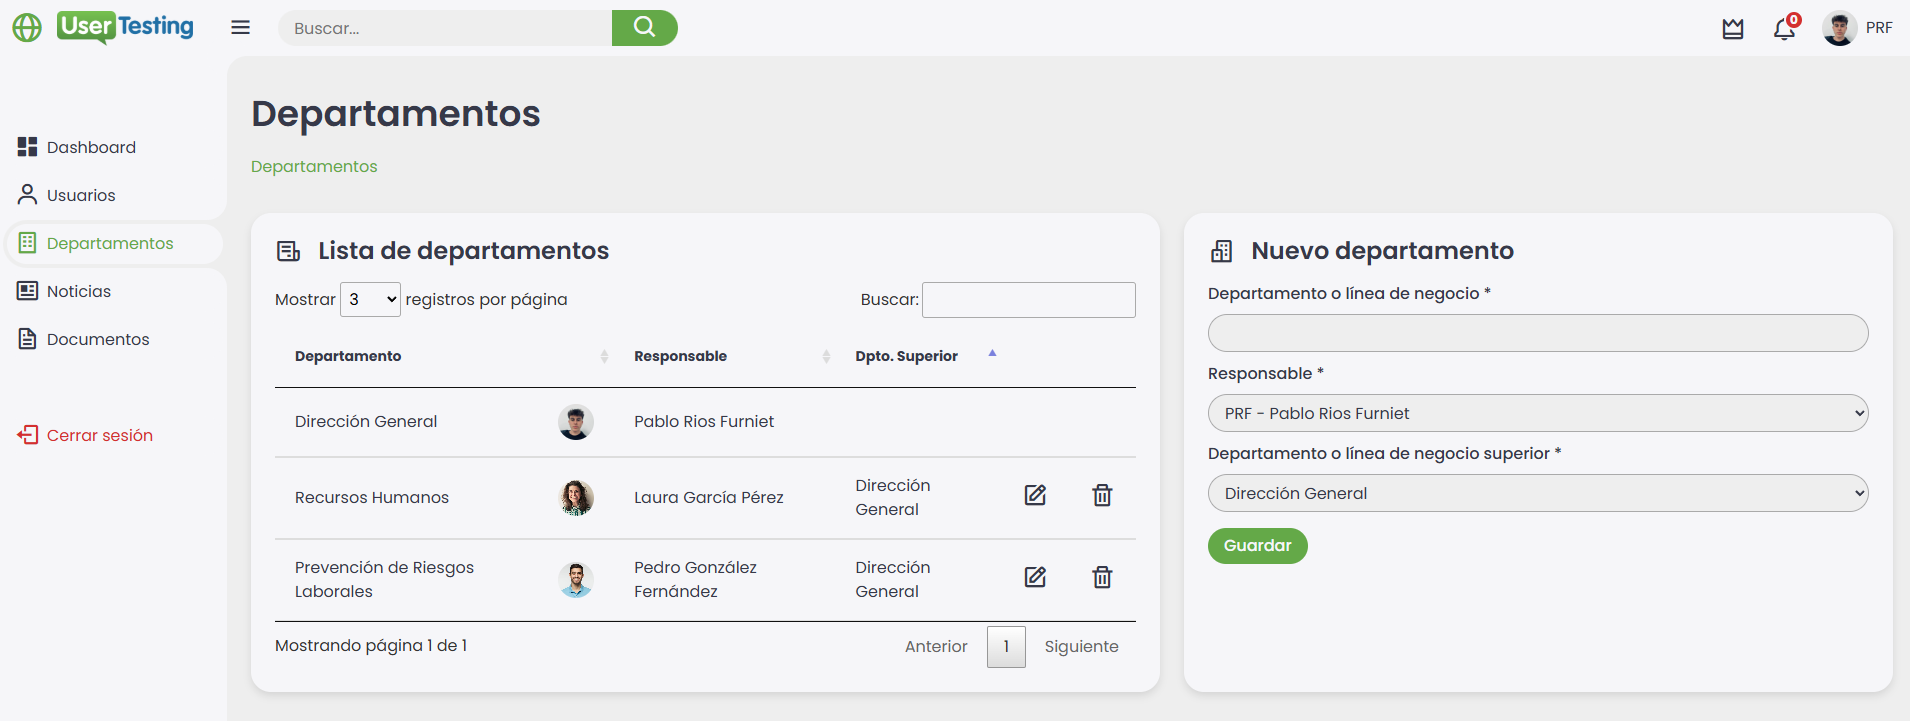 User Testing
Buscar...
0
PRF
Dashboard
Usuarios
Departamentos
Noticias
Documentos
Cerrar sesión
Departamentos
Departamentos
Lista de departamentos
Mostrar 3 registros por página
Buscar:
Departamento Responsable Dpto. Superior
Dirección General Pablo Rios Furniet
Recursos Humanos Laura García Pérez Dirección
General
Prevención de Riesgos Pedro González Dirección
Laborales Fernández General
Mostrando página 1 de 1
Anterior 1 Siguiente
Nuevo departamento
Departamento o línea de negocio *
Responsable *
PRF - Pablo Rios Furniet
Departamento o línea de negocio superior *
Dirección General
Guardar